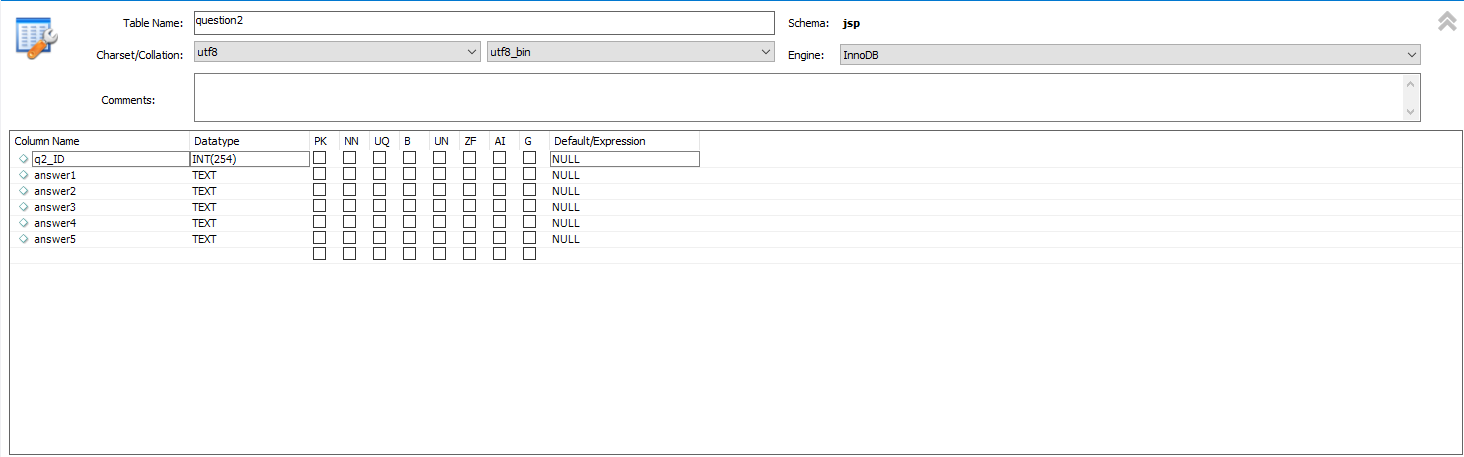 Table Name: question2 Schema: jsp
Charset/Collation: utf8 utf8_bin Engine: InnoDB
Comments:
Column Name Datatype PK NN UQ B UN ZF AI G Default/Expression
q2_ID INT(254) NULL
answer1 TEXT NULL
answer2 TEXT NULL
answer3 TEXT NULL
answer4 TEXT NULL
answer5 TEXT NULL